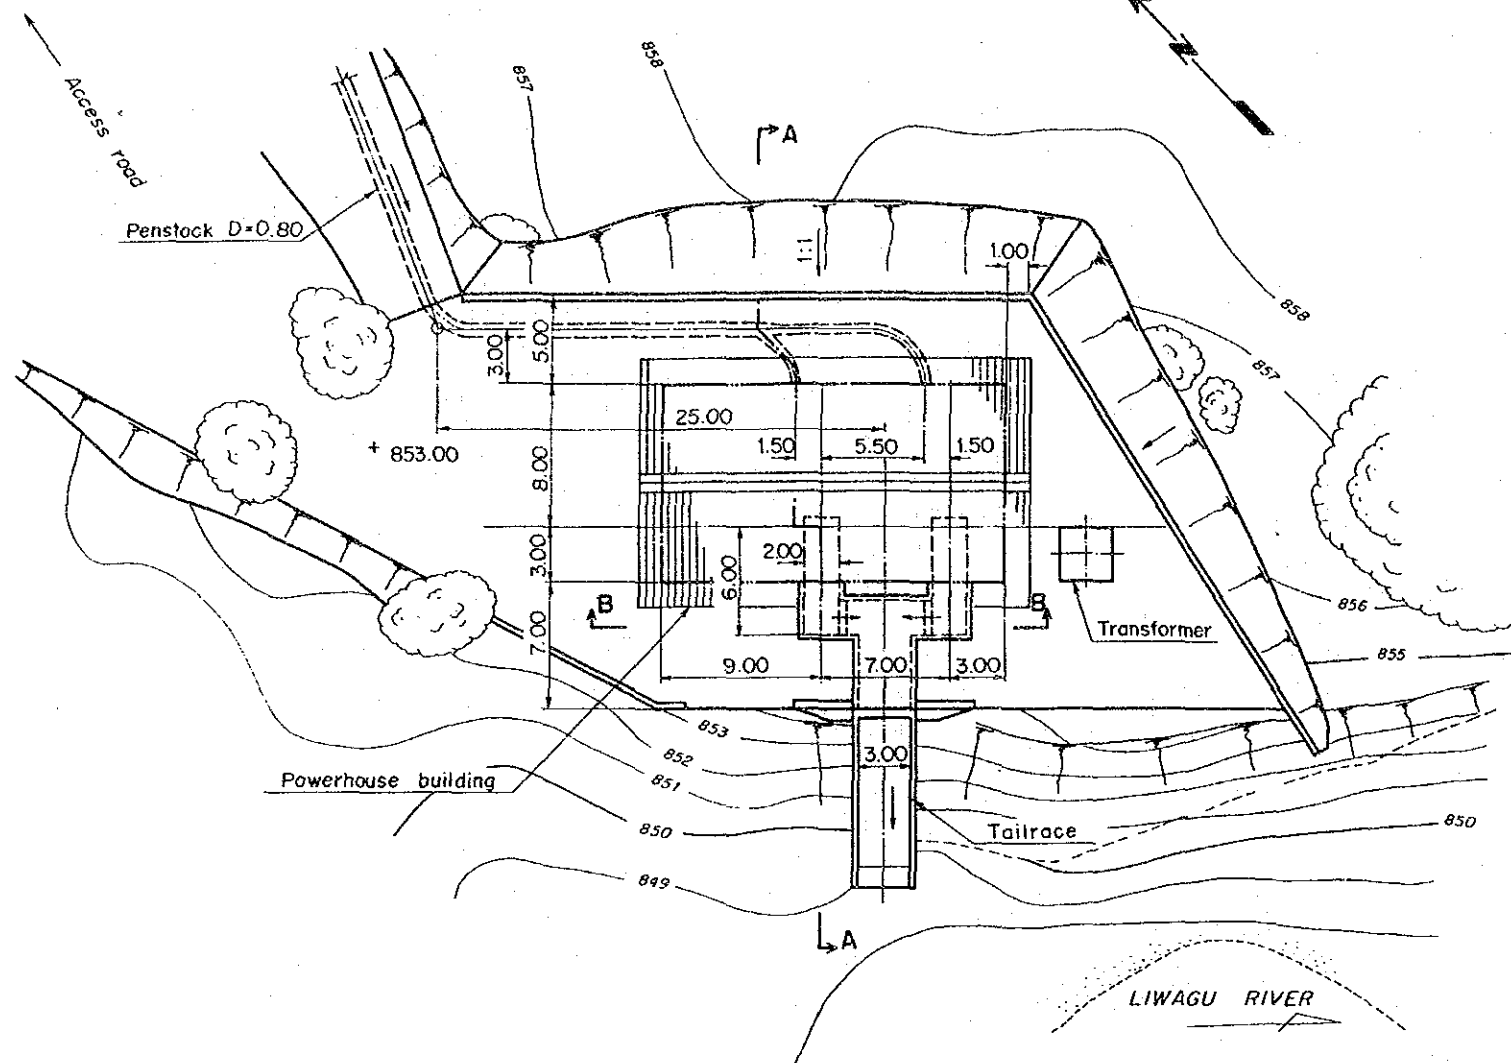 N
858
857
Access road
A
Penstock D=0.80
1:1
1.00
858
5.00
3.00
857
25.00
1.50
5.50
1.50
+ 853.00
8.00
3.00
2.00
6.00
B
B
856
Transformer
7.00
9.00
7.00
3.00
855
853
852
3.00
Powerhouse building
851
850
Tailrace
850
849
A
LIWAGU RIVER